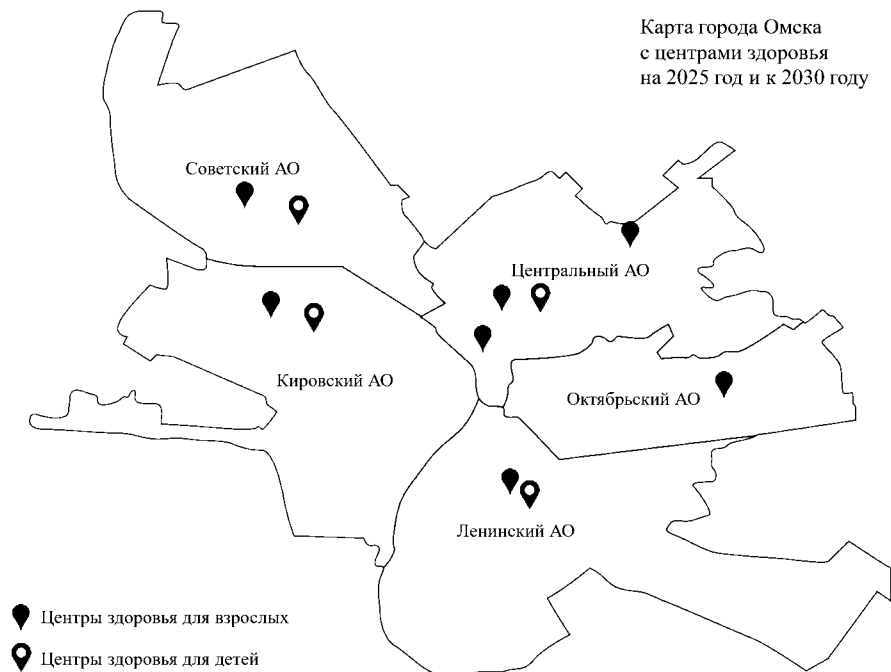 Карта города Омска
с центрами здоровья
на 2025 год и к 2030 году
Советский АО
Центральный АО
Кировский АО
Октябрьский АО
Ленинский АО
Центры здоровья для взрослых
Центры здоровья для детей